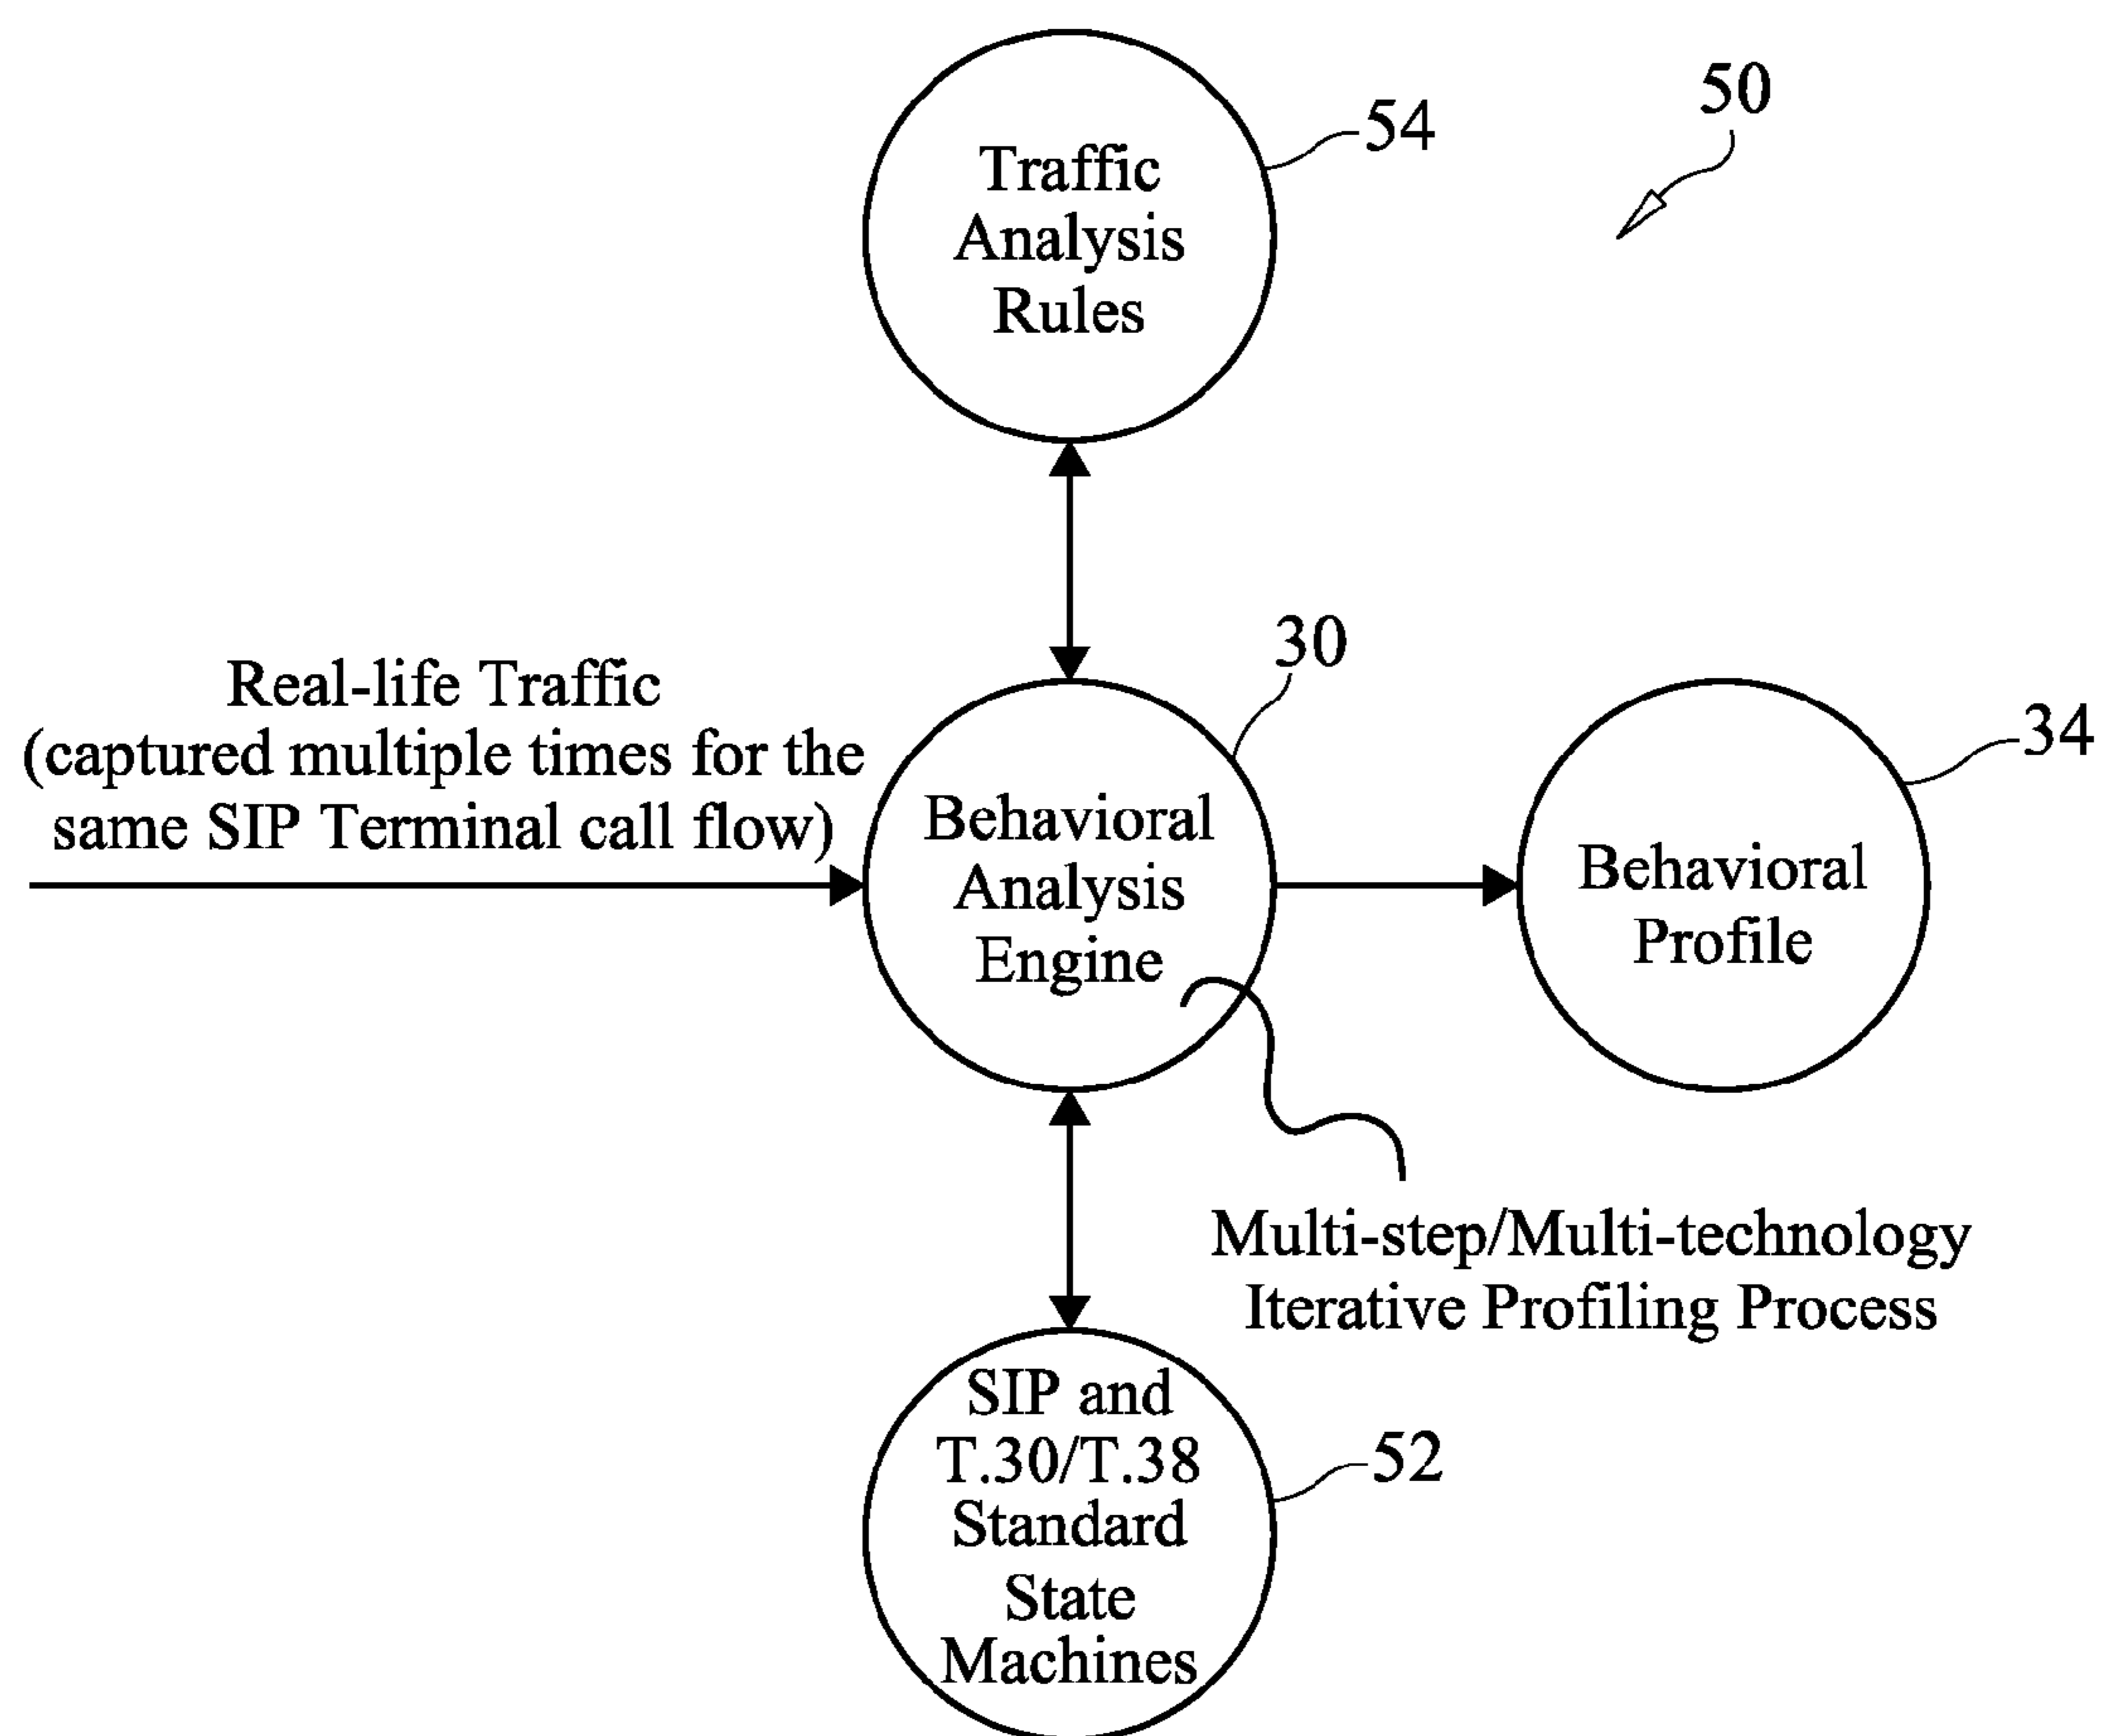 50
54
Traffic
Analysis
Rules
30
Real-life Traffic
(captured multiple times for the
same SIP Terminal call flow)
34
Behavioral
Analysis
Engine
Behavioral
Profile
Multi-step/Multi-technology
Iterative Profiling Process
SIP and
T.30/T.38
Standard
State
Machines
52